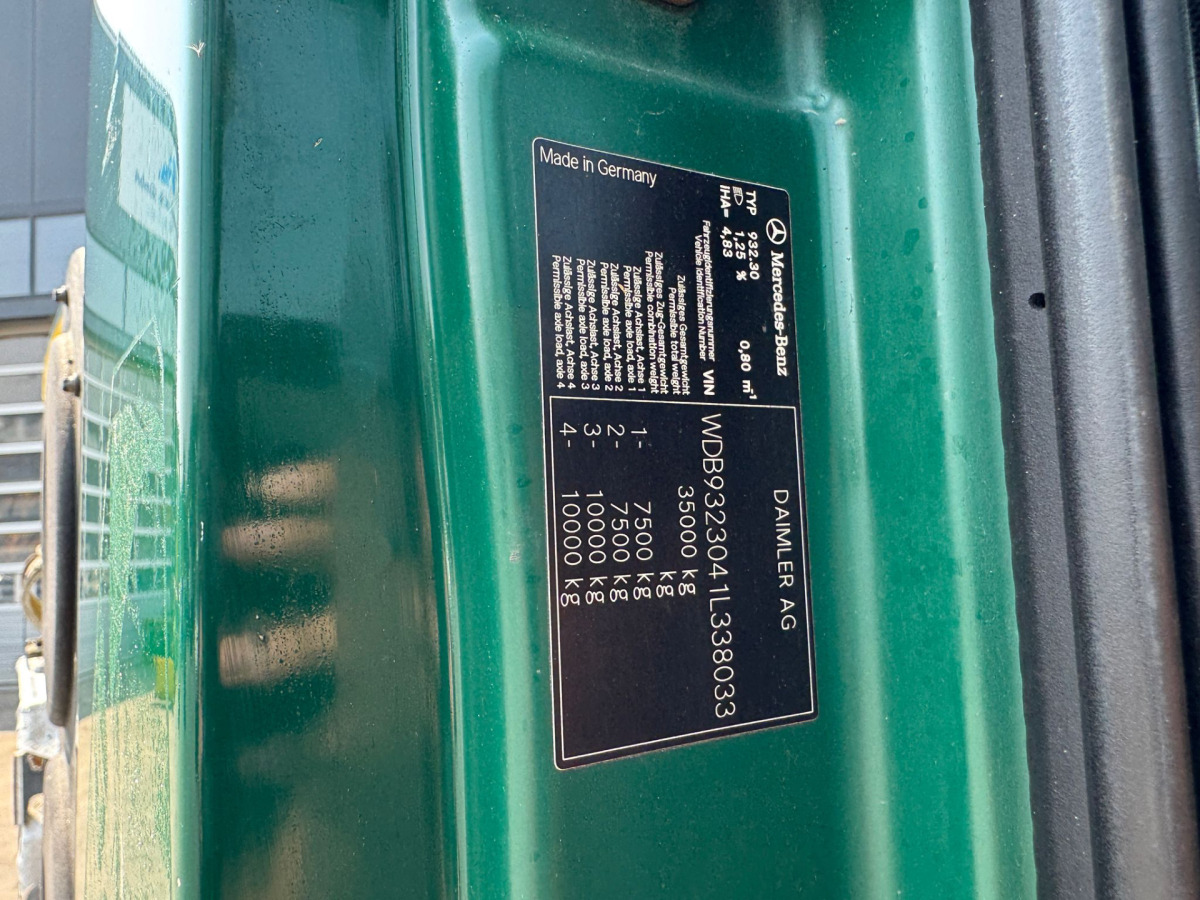 Mercedes-Benz DAIMLER AG
TYP 932.30 0,80 m-1
1,25 %
IHA= 4,83
Made in Germany
Fahrzeugidentifizierungsnummer
Vehicle Identification Number VIN WDB9323041L338033
Zulässiges Gesamtgewicht
Permissible total weight 35000 kg
Zulässiges Zug-Gesamtgewicht
Permissible combination weight kg
Zulässige Achslast, Achse 1
Permissible axle load, axle 1 1- 7500 kg
Zulässige Achslast, Achse 2
Permissible axle load, axle 2 2- 7500 kg
Zulässige Achslast, Achse 3
Permissible axle load, axle 3 3- 10000 kg
Zulässige Achslast, Achse 4
Permissible axle load, axle 4 4- 10000 kg